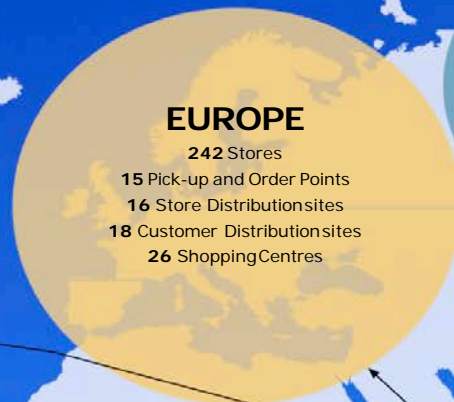 EUROPE
242 Stores
15 Pick-up and Order Points
16 Store Distributionsites
18 Customer Distributionsites
26 ShoppingCentres